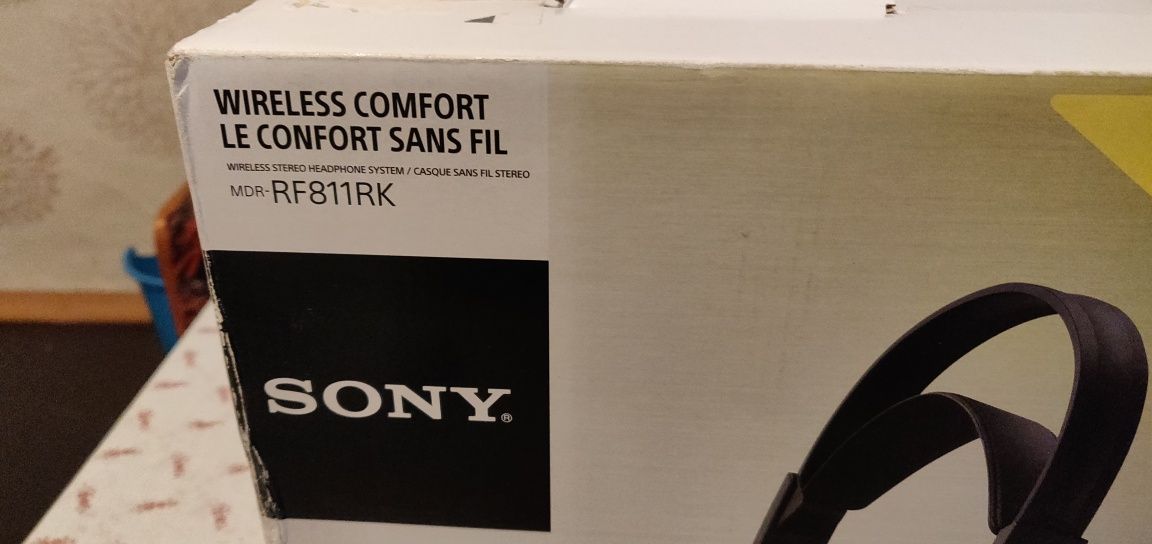 WIRELESS COMFORT
LE CONFORT SANS FIL
WIRELESS STEREO HEADPHONE SYSTEM / CASQUE SANS FIL STEREO
MDR-RF811RK
SONY®